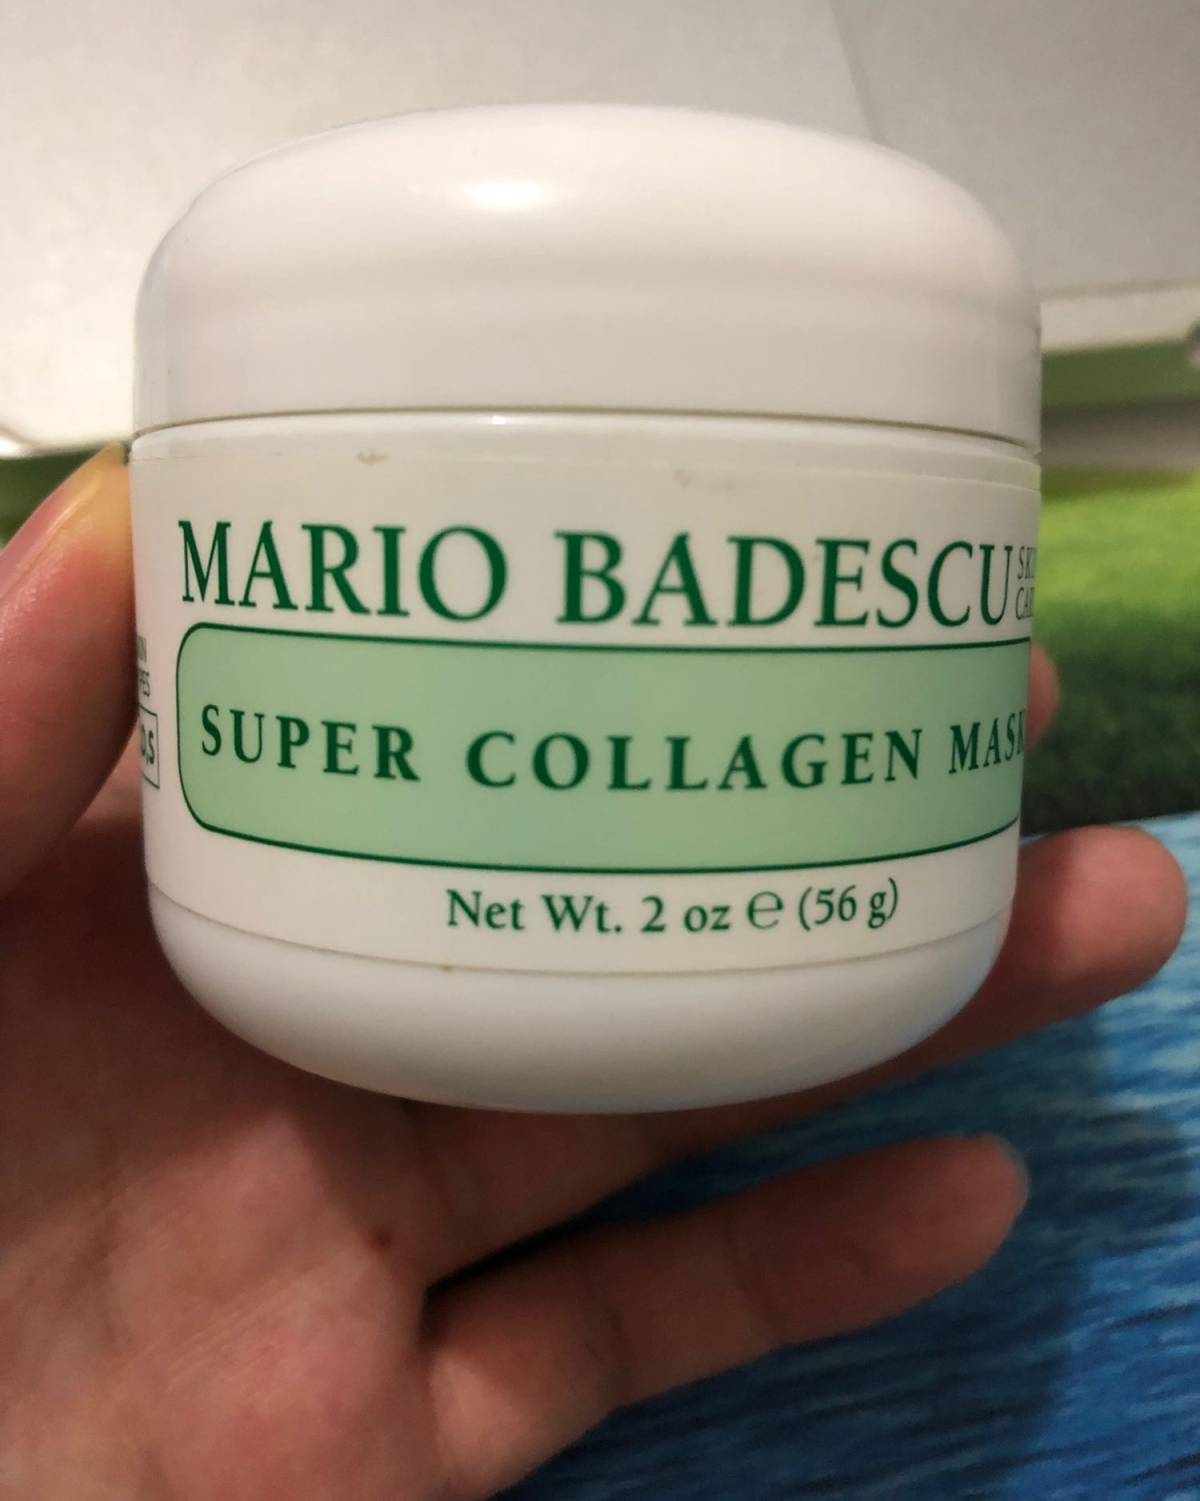 MARIO BADESCU
SUPER COLLAGEN MASK
Net Wt. 2 oz ℮ (56 g)